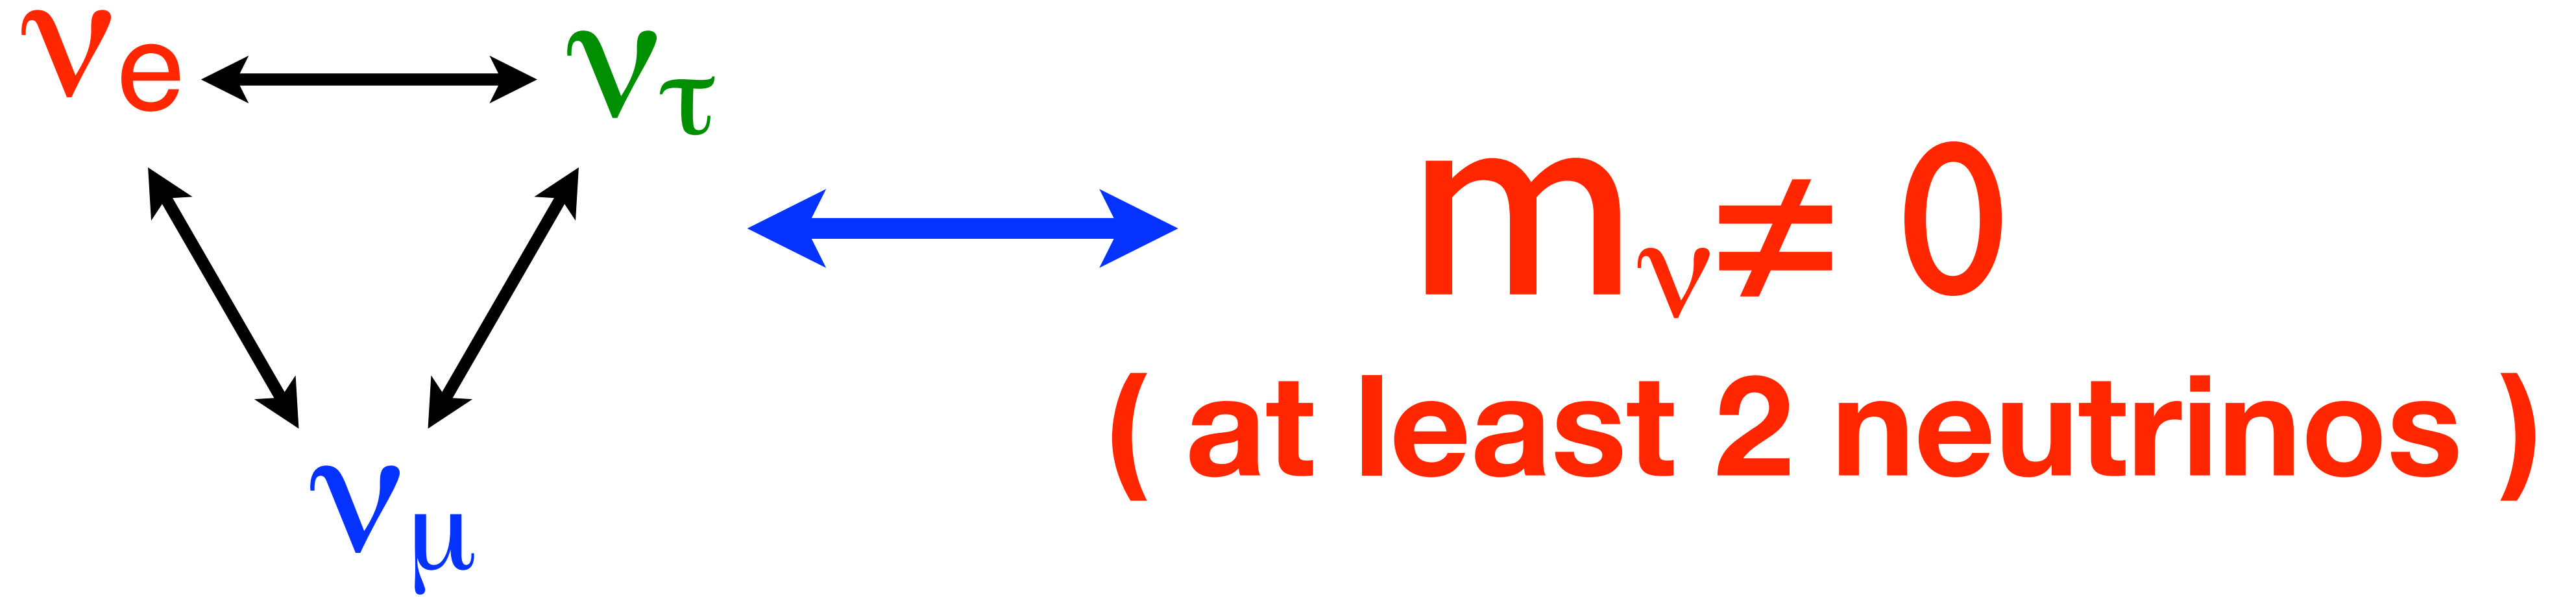 νe ντ
mν ≠ 0
( at least 2 neutrinos )
νμ